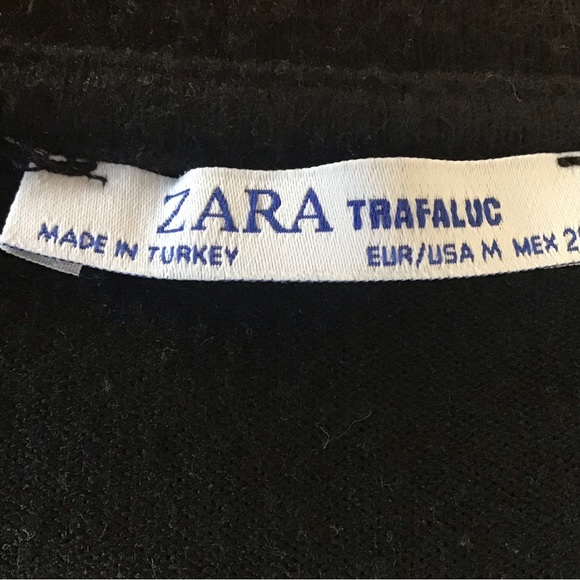 ZARA TRAFALUC
MADE IN TURKEY EUR/USA M MEX